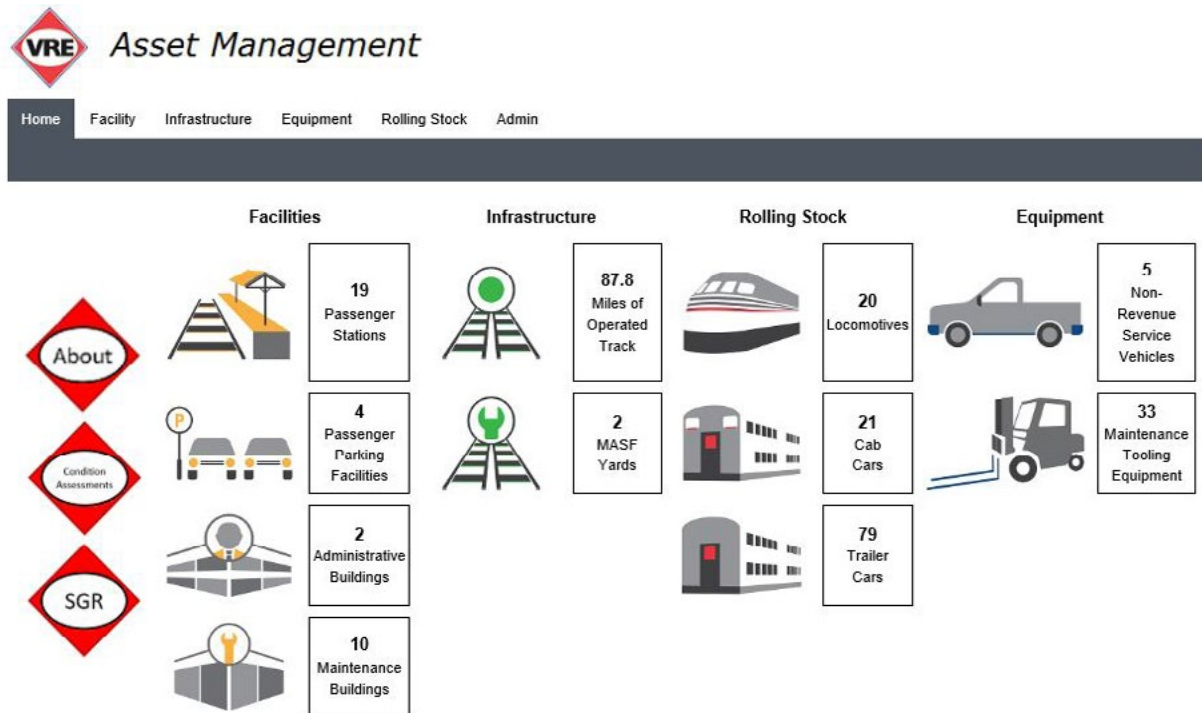 VRE
Asset Management
Home Facility Infrastructure Equipment Rolling Stock Admin
Facilities Infrastructure Rolling Stock Equipment
About
Condition
Assessments
SGR
19
Passenger
Stations
4
Passenger
Parking
Facilities
P
2
Administrative
Buildings
10
Maintenance
Buildings
87.8
Miles of
Operated
Track
2
MASF
Yards
20
Locomotives
21
Cab
Cars
79
Trailer
Cars
5
Non-
Revenue
Service
Vehicles
33
Maintenance
Tooling
Equipment